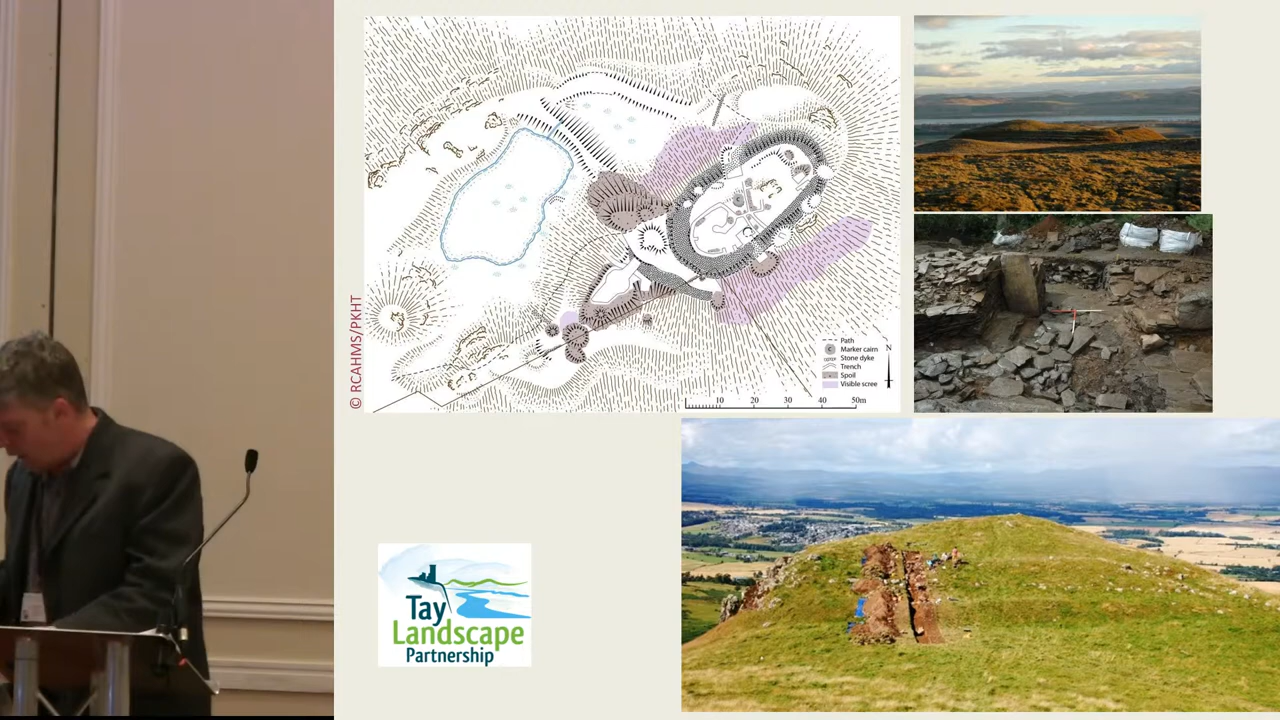 © RCAHMS/PKHT
Path
Marker cairn
Stone dyke
Trench
Spoil
Visible scree
N
10 20 30 40 50m
Tay
Landscape
Partnership